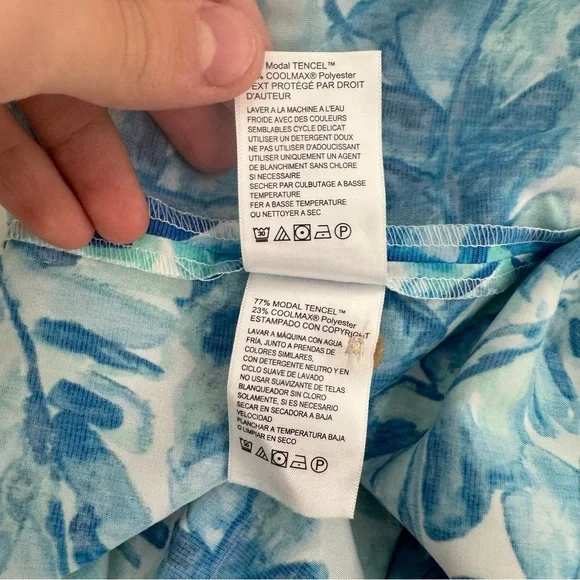 Modal TENCEL™
% COOLMAX® Polyester
EXT PROTÉGÉ PAR DROIT
D'AUTEUR
LAVER A LA MACHINE A L'EAU
FROIDE AVEC DES COULEURS
SEMBLABLES CYCLE DELICAT
UTILISER UN DETERGENT DOUX
NE PAS UTILISER D'ADOUCISSANT
UTILISER UNIQUEMENT UN AGENT
DE BLANCHIMENT SANS CHLORE
SI NECESSAIRE
SECHER PAR CULBUTAGE A BASSE
TEMPERATURE
FER A BASSE TEMPERATURE
OU NETTOYER A SEC
77% MODAL TENCEL™
23% COOLMAX® Polyester
ESTAMPADO CON COPYRIGHT
LAVAR A MÁQUINA CON AGUA
FRÍA, JUNTO A PRENDAS DE
COLORES SIMILARES,
CON DETERGENTE NEUTRO Y EN
CICLO SUAVE DE LAVADO
NO USAR SUAVIZANTE DE TELAS
BLANQUEADOR SIN CLORO
SOLAMENTE, SI ES NECESARIO
SECAR EN SECADORA A BAJA
VELOCIDAD
PLANCHAR A TEMPERATURA BAJA
O LIMPIAR EN SECO